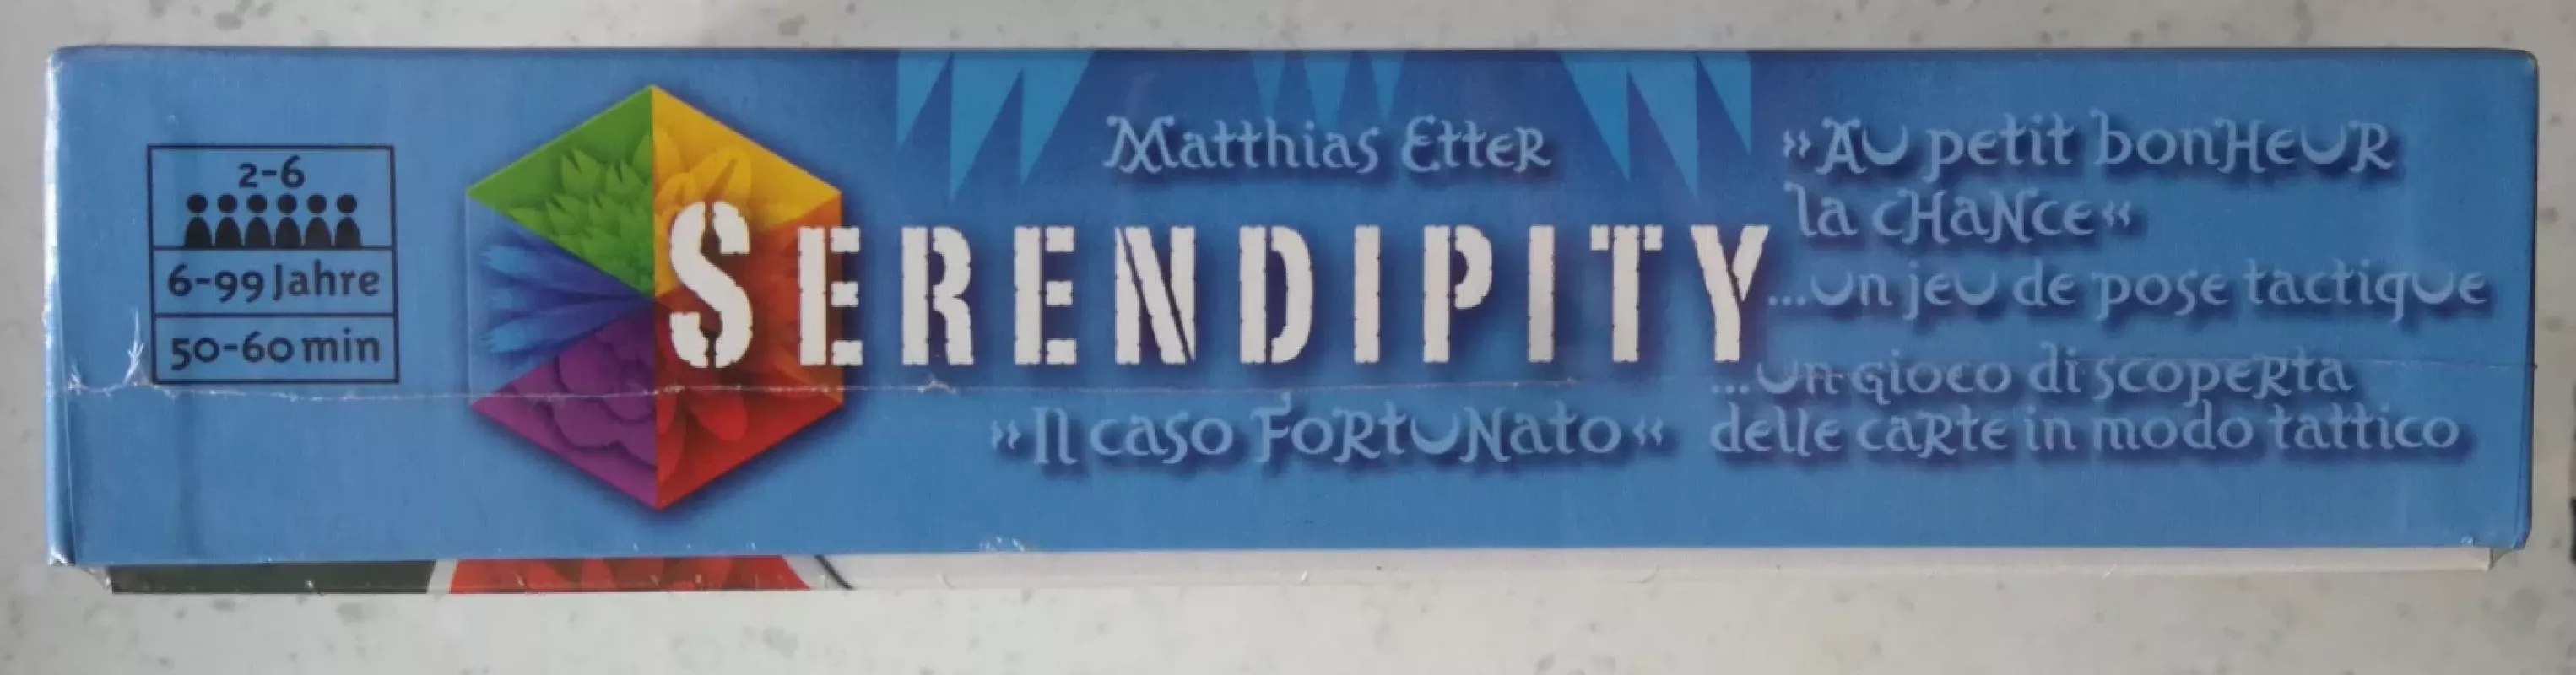 2-6
6-99 Jahre
50-60 min
Matthias Etter
SERENDIPITY
»Il caso fortunato«
»Au petit bonheur
la chance«
...un jeu de pose tactique
...un gioco di scoperta
delle carte in modo tattico